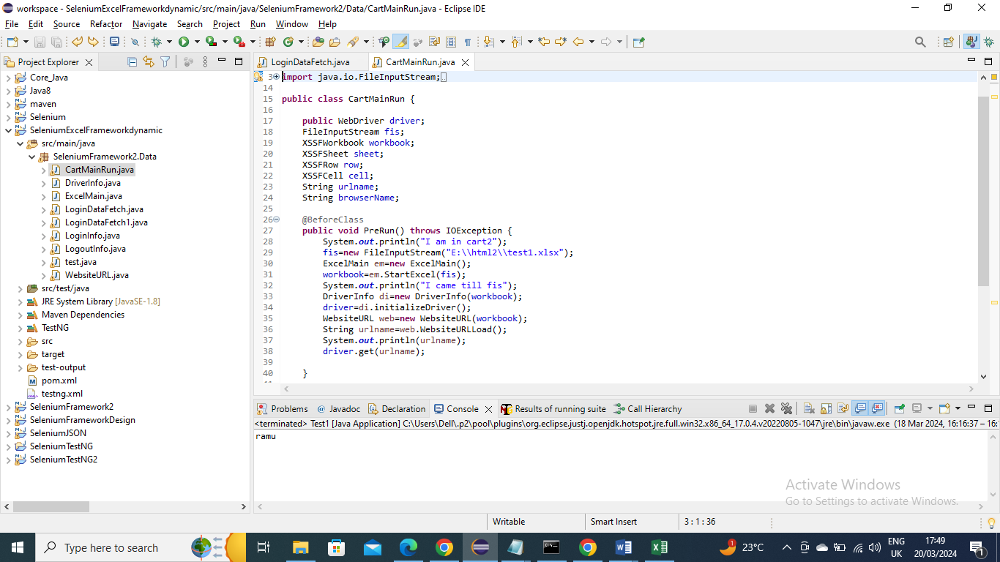 workspace - SeleniumExcelFrameworkdynamic/src/main/java/SeleniumFramework2/Data/CartMainRun.java - Eclipse IDE
File Edit Source Refactor Navigate Search Project Run Window Help
Project Explorer
Core_Java
Java8
maven
Selenium
SeleniumExcelFrameworkdynamic
src/main/java
SeleniumFramework2.Data
CartMainRun.java
DriverInfo.java
ExcelMain.java
LoginDataFetch.java
LoginDataFetch1.java
LoginInfo.java
LogoutInfo.java
test.java
WebsiteURL.java
src/test/java
JRE System Library [JavaSE-1.8]
Maven Dependencies
TestNG
src
target
test-output
pom.xml
testng.xml
SeleniumFramework2
SeleniumFrameworkDesign
SeleniumJSON
SeleniumTestNG
SeleniumTestNG2
LoginDataFetch.java CartMainRun.java
3 import java.io.FileInputStream;
14
15 public class CartMainRun {
16
17 public WebDriver driver;
18 FileInputStream fis;
19 XSSFWorkbook workbook;
20 XSSFSheet sheet;
21 XSSFRow row;
22 XSSFCell cell;
23 String urlname;
24 String browserName;
25
26 @BeforeClass
27 public void PreRun() throws IOException {
28 System.out.println("I am in cart2");
29 fis=new FileInputStream("E:\\html2\\test1.xlsx");
30 ExcelMain em=new ExcelMain();
31 workbook=em.StartExcel(fis);
32 System.out.println("I came till fis");
33 DriverInfo di=new DriverInfo(workbook);
34 driver=di.initializeDriver();
35 WebsiteURL web=new WebsiteURL(workbook);
36 String urlname=web.WebsiteURLLoad();
37 System.out.println(urlname);
38 driver.get(urlname);
39
40 }
Problems @ Javadoc Declaration Console Results of running suite Call Hierarchy
<terminated> Test1 [Java Application] C:\Users\Dell\.p2\pool\plugins\org.eclipse.justj.openjdk.hotspot.jre.full.win32.x86_64_17.0.4.v20220805-1047\jre\bin\javaw.exe (18 Mar 2024, 16:16:37 – 16:
ramu
Activate Windows
Go to Settings to activate Windows.
Writable Smart Insert 3 : 1 : 36
Type here to search
23°C
ENG
UK
17:49
20/03/2024
1